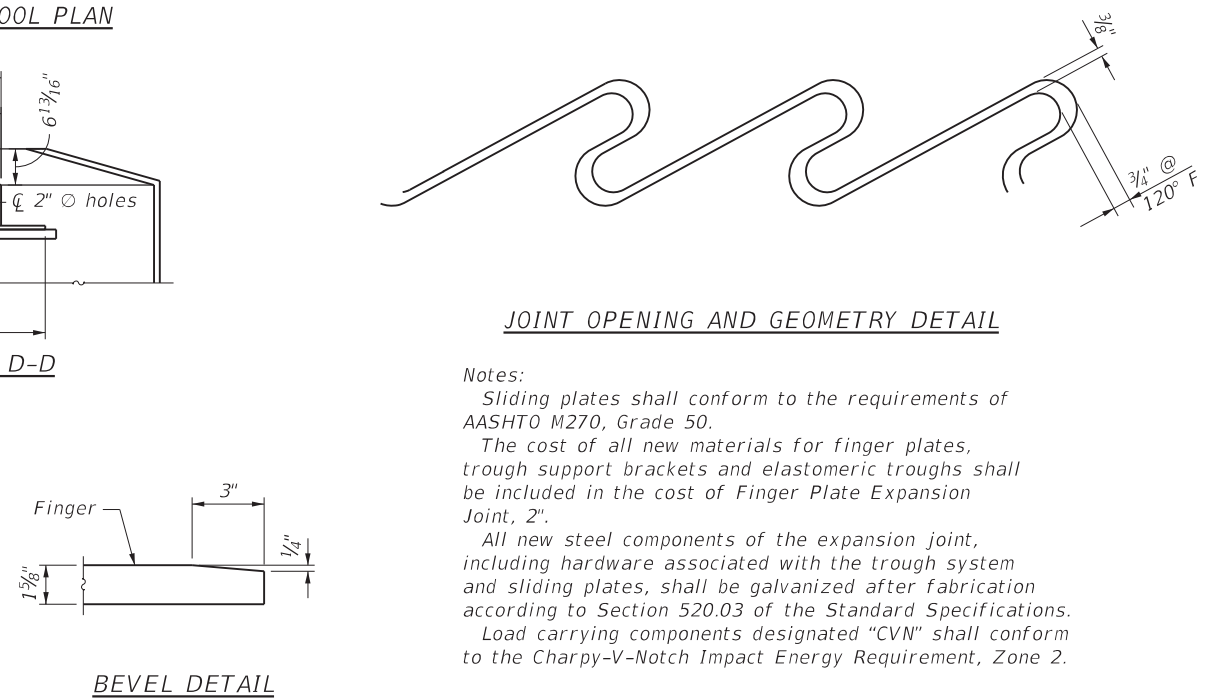 OOL PLAN
6 13/16"
℄ 2" ∅ holes
D-D
3/8"
3/4" @
120° F
JOINT OPENING AND GEOMETRY DETAIL
Notes:
Sliding plates shall conform to the requirements of
AASHTO M270, Grade 50.
The cost of all new materials for finger plates,
trough support brackets and elastomeric troughs shall
be included in the cost of Finger Plate Expansion
Joint, 2".
All new steel components of the expansion joint,
including hardware associated with the trough system
and sliding plates, shall be galvanized after fabrication
according to Section 520.03 of the Standard Specifications.
Load carrying components designated “CVN” shall conform
to the Charpy-V-Notch Impact Energy Requirement, Zone 2.
Finger
3"
1/4"
1 5/8"
BEVEL DETAIL